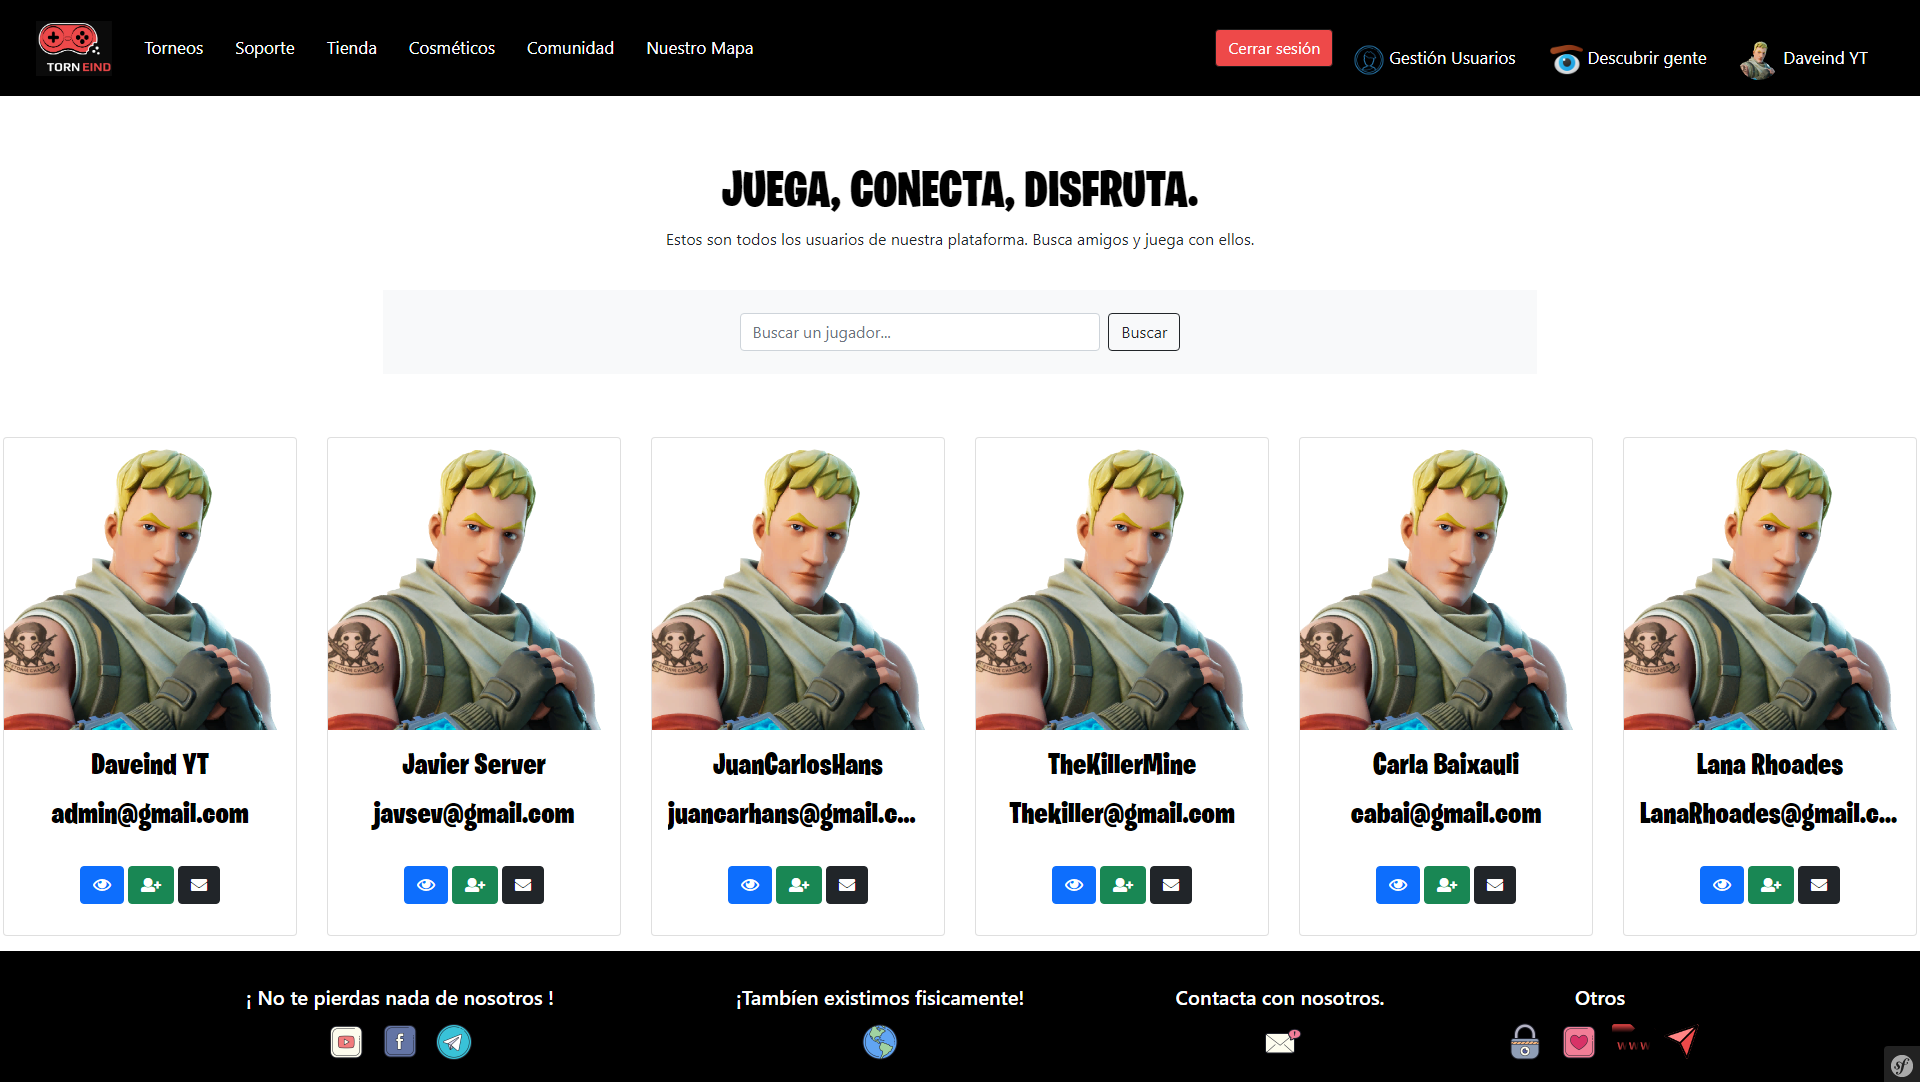 TORNEIND
Torneos
Soporte
Tienda
Cosméticos
Comunidad
Nuestro Mapa
Cerrar sesión
Gestión Usuarios
Descubrir gente
Daveind YT
JUEGA, CONECTA, DISFRUTA.
Estos son todos los usuarios de nuestra plataforma. Busca amigos y juega con ellos.
Buscar un jugador...
Buscar
Daveind YT
admin@gmail.com
Javier Server
javsev@gmail.com
JuanCarlosHans
juancarhans@gmail.c...
TheKillerMine
Thekiller@gmail.com
Carla Baixauli
cabai@gmail.com
Lana Rhoades
LanaRhoades@gmail.c...
¡ No te pierdas nada de nosotros !
¡Tambíen existimos fisicamente!
Contacta con nosotros.
Otros
f
www
sf